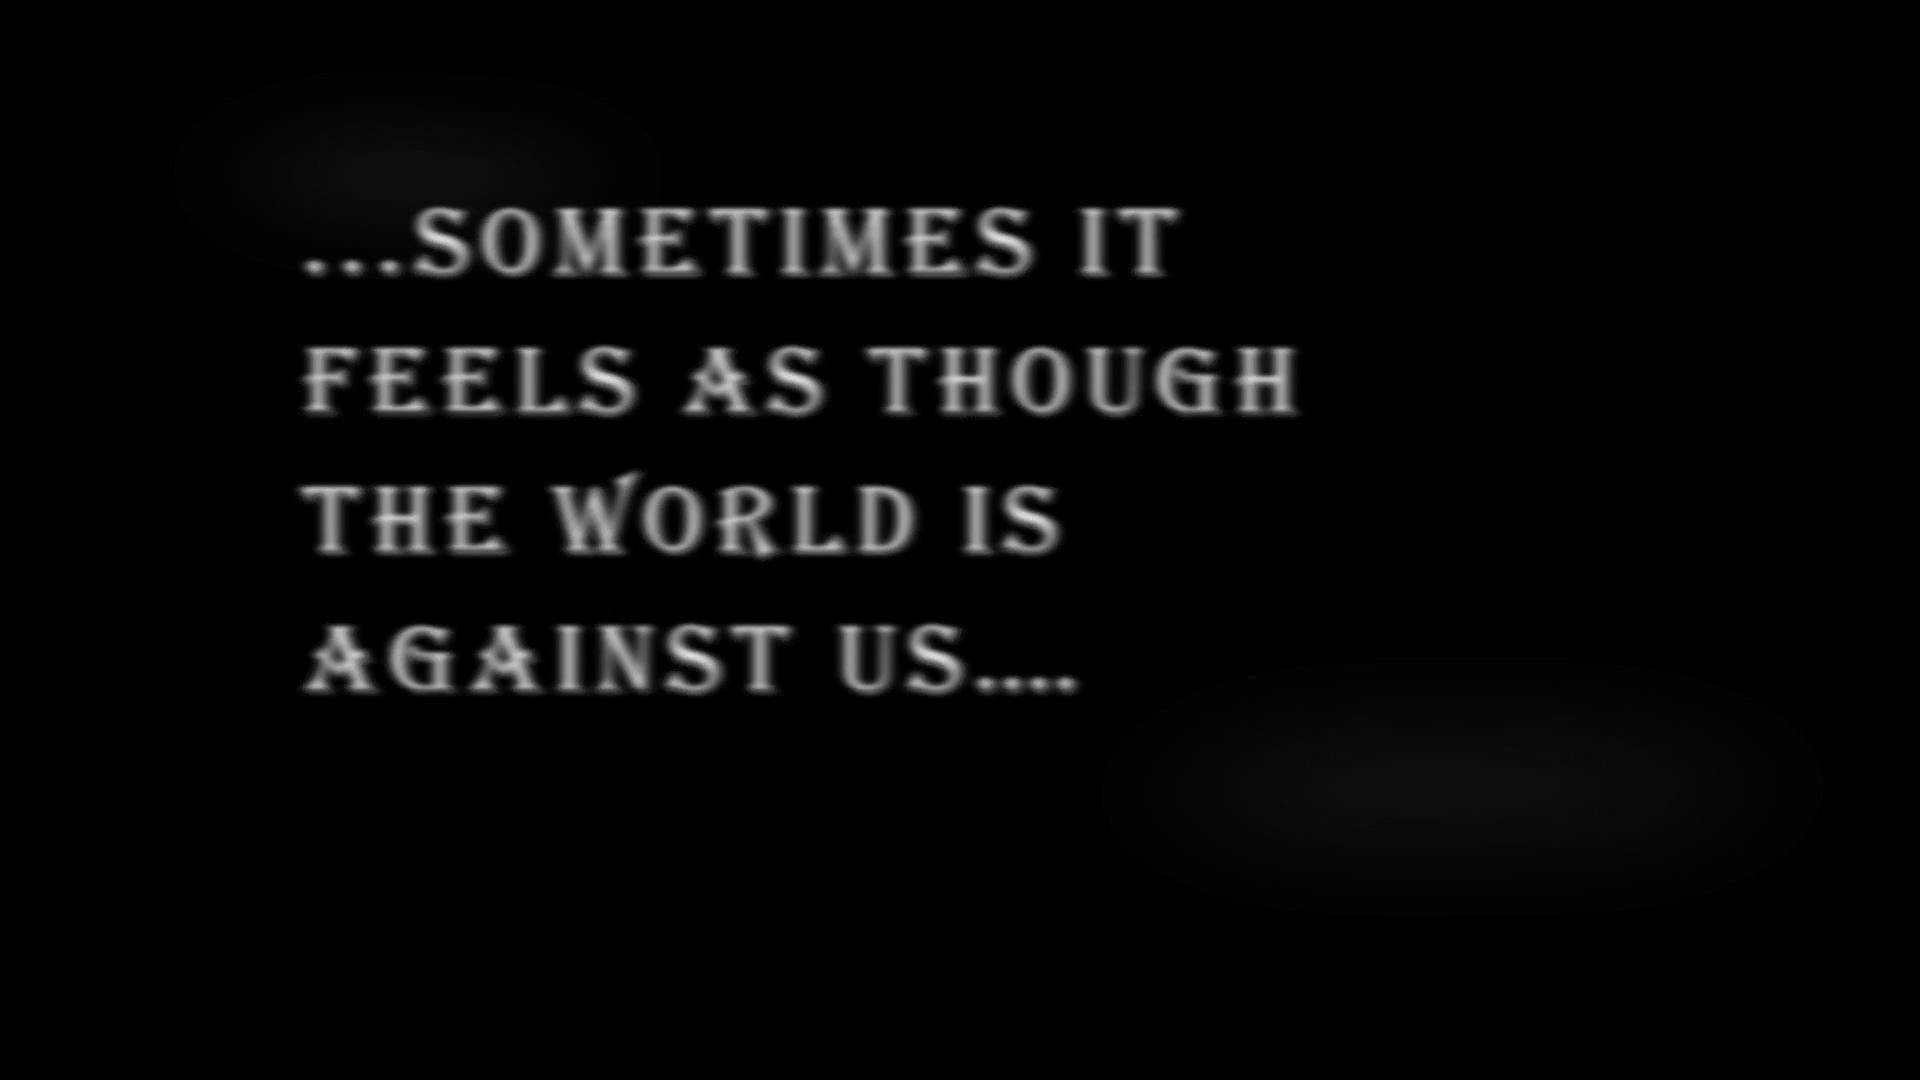 ...SOMETIMES IT
FEELS AS THOUGH
THE WORLD IS
AGAINST US....